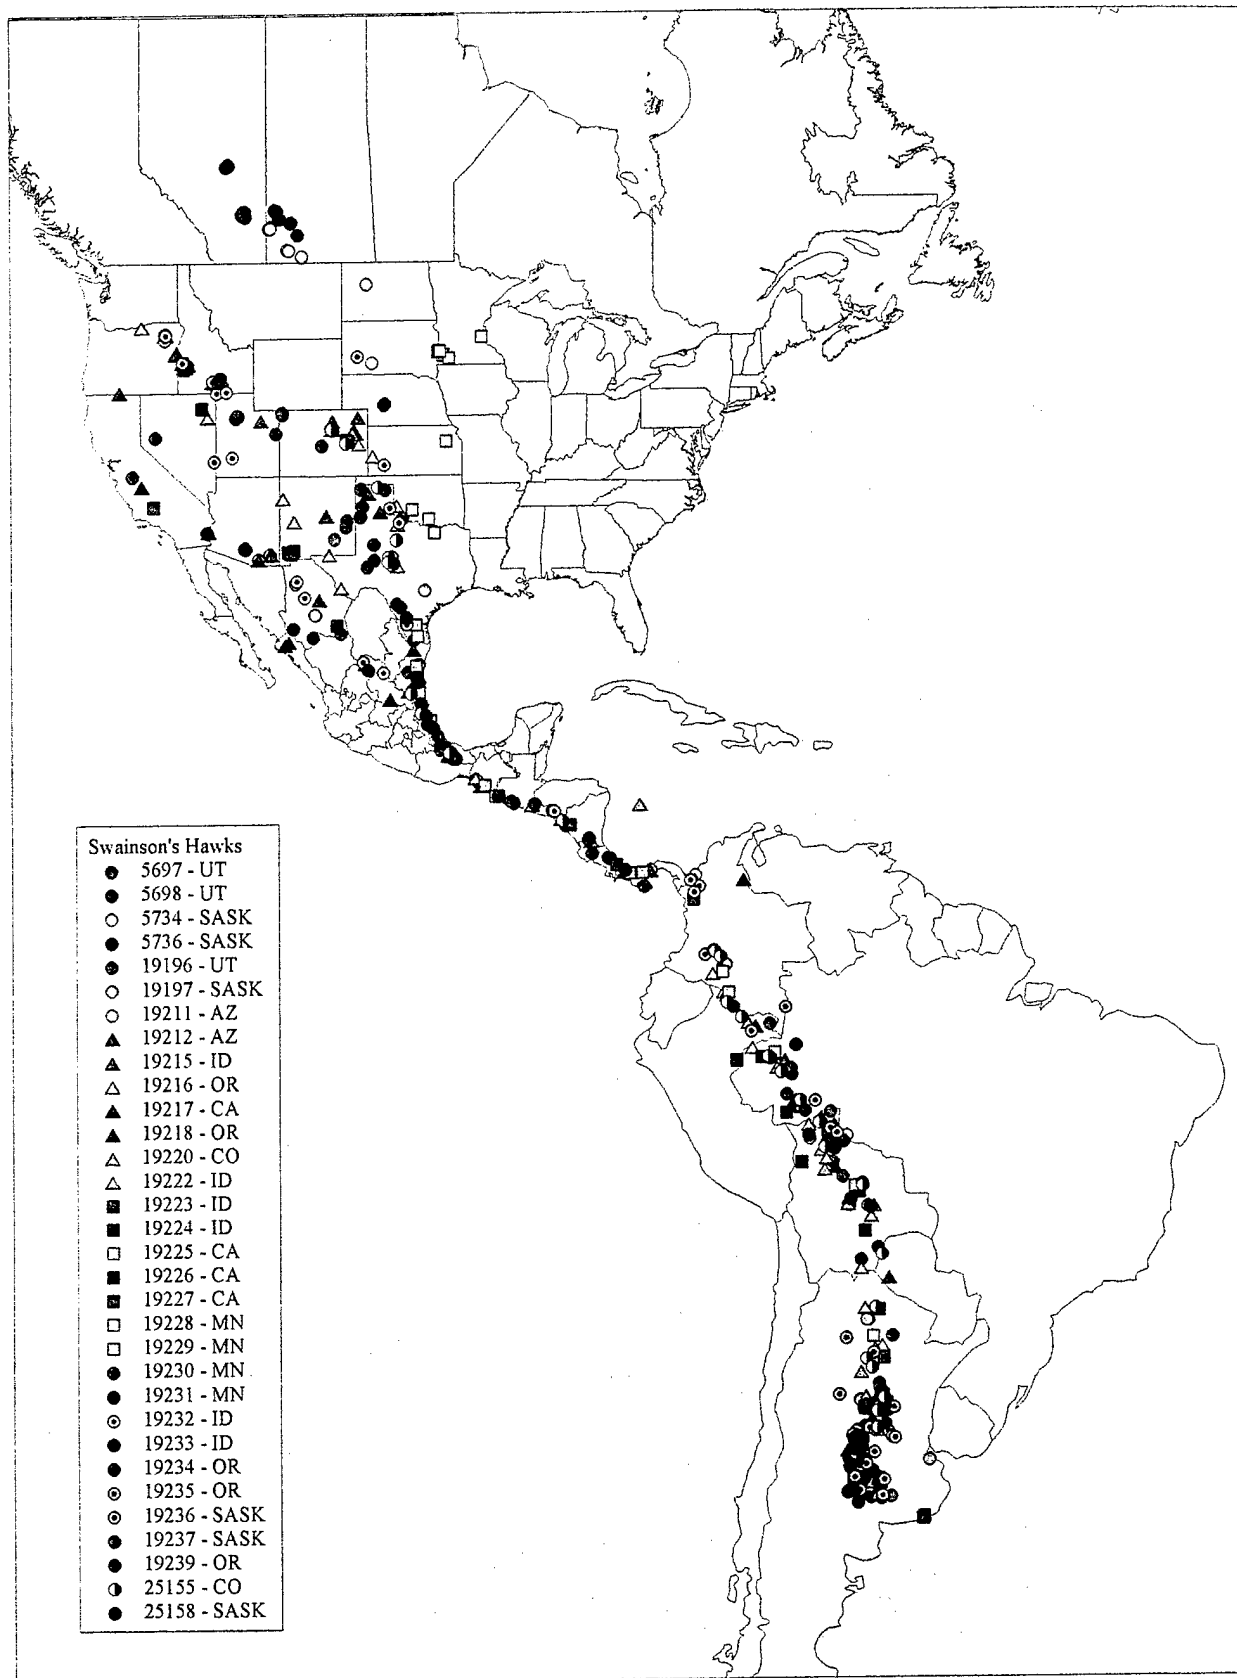 Swainson's Hawks
5697 - UT
5698 - UT
5734 - SASK
5736 - SASK
19196 - UT
19197 - SASK
19211 - AZ
19212 - AZ
19215 - ID
19216 - OR
19217 - CA
19218 - OR
19220 - CO
19222 - ID
19223 - ID
19224 - ID
19225 - CA
19226 - CA
19227 - CA
19228 - MN
19229 - MN
19230 - MN
19231 - MN
19232 - ID
19233 - ID
19234 - OR
19235 - OR
19236 - SASK
19237 - SASK
19239 - OR
25155 - CO
25158 - SASK